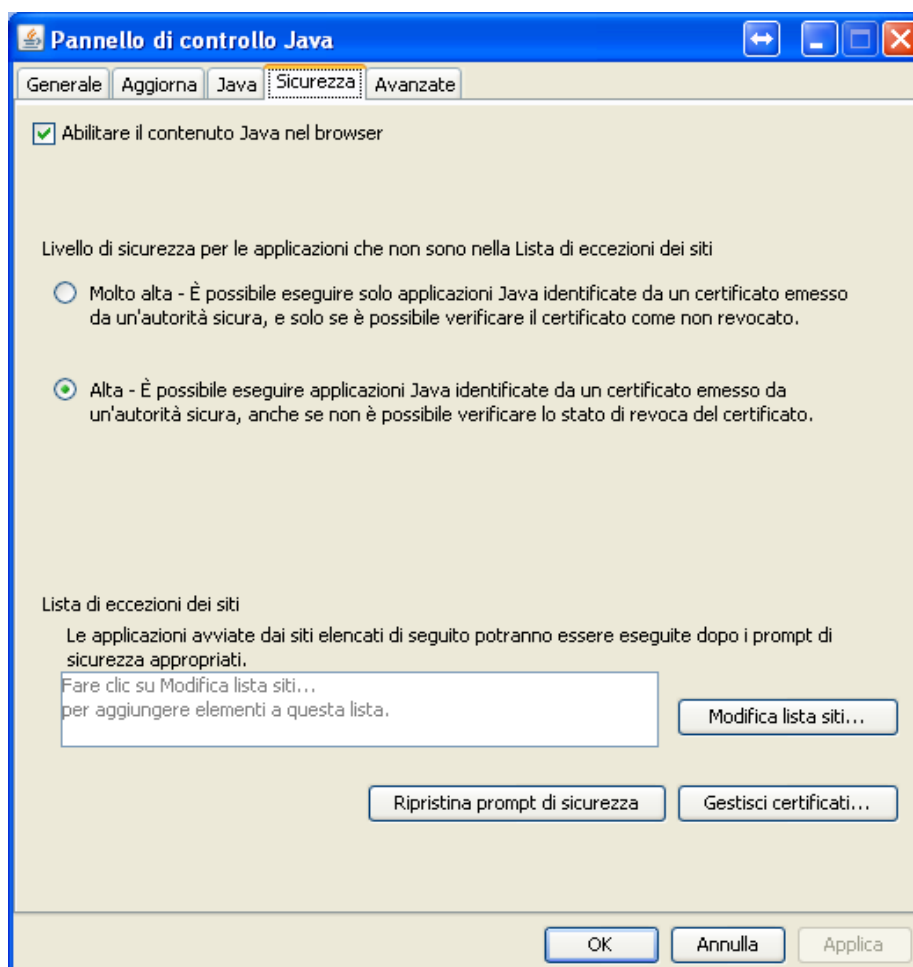 Pannello di controllo Java
Generale Aggiorna Java Sicurezza Avanzate
Abilitare il contenuto Java nel browser
Livello di sicurezza per le applicazioni che non sono nella Lista di eccezioni dei siti
Molto alta - È possibile eseguire solo applicazioni Java identificate da un certificato emesso
da un'autorità sicura, e solo se è possibile verificare il certificato come non revocato.
Alta - È possibile eseguire applicazioni Java identificate da un certificato emesso da
un'autorità sicura, anche se non è possibile verificare lo stato di revoca del certificato.
Lista di eccezioni dei siti
Le applicazioni avviate dai siti elencati di seguito potranno essere eseguite dopo i prompt di
sicurezza appropriati.
Fare clic su Modifica lista siti...
per aggiungere elementi a questa lista.
Modifica lista siti...
Ripristina prompt di sicurezza Gestisci certificati...
OK Annulla Applica